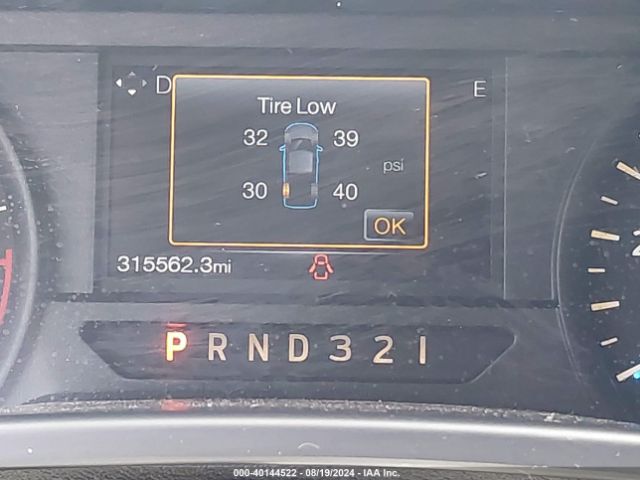 D E
Tire Low
32 39
psi
30 40
OK
315562.3mi
P R N D 3 2 1
000-40144522 - 08/19/2024 - IAA Inc.